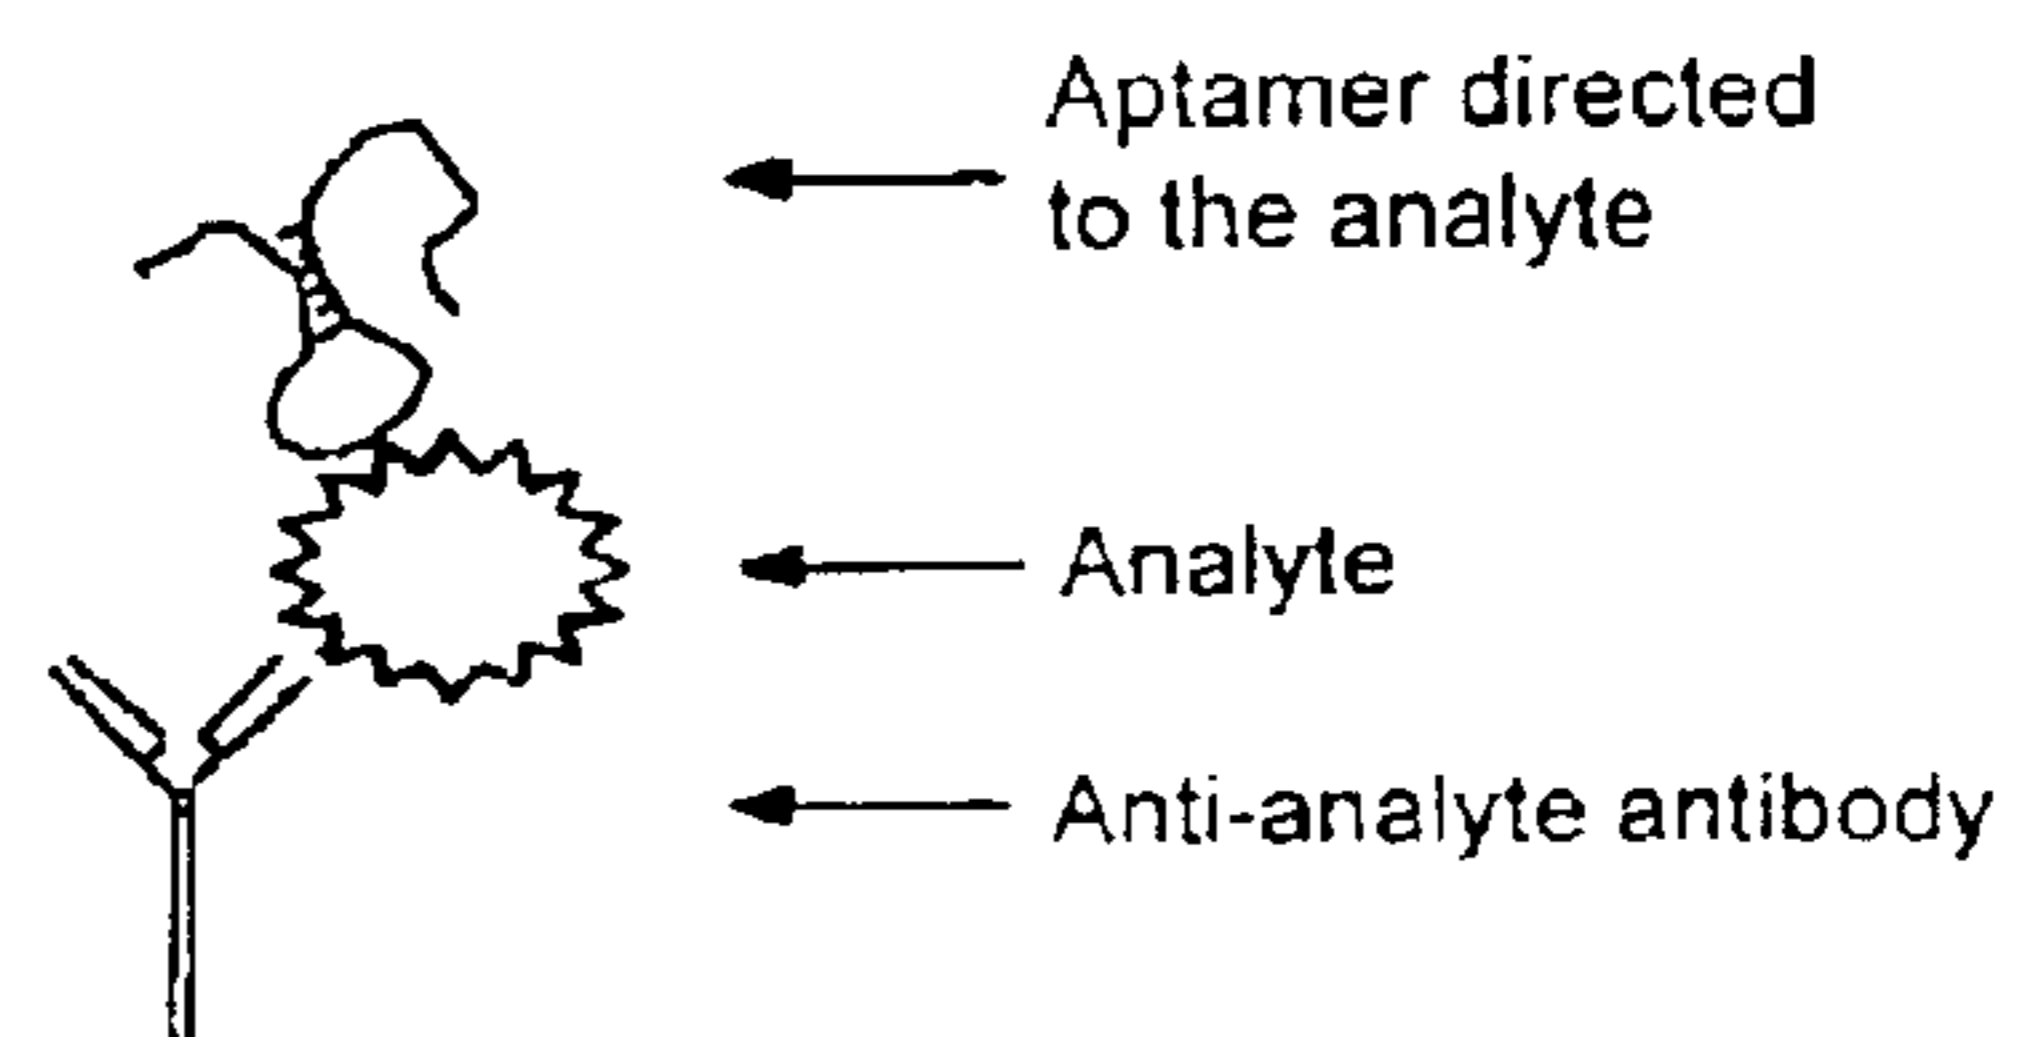 Aptamer directed
to the analyte
Analyte
Anti-analyte antibody